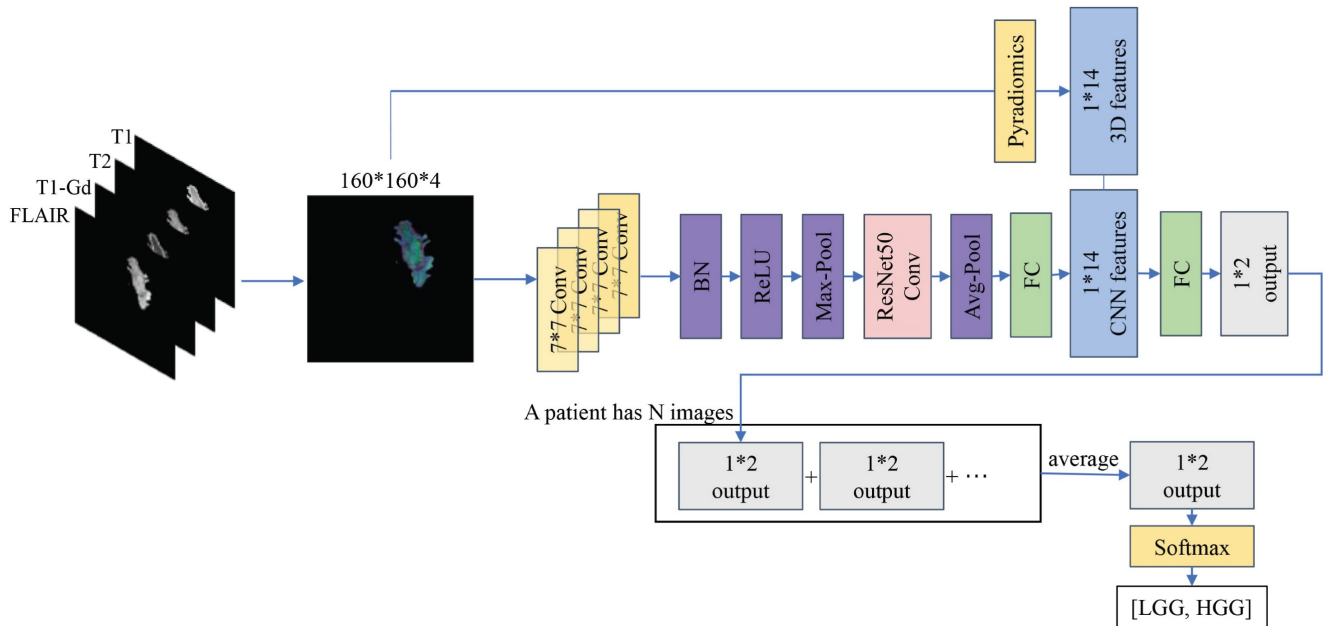 T1
T2
T1-Gd
FLAIR
160*160*4
Pyradiomics
1*14
3D features
7*7 Conv
7*7 Conv
7*7 Conv
7*7 Conv
BN
ReLU
Max-Pool
ResNet50
Conv
Avg-Pool
FC
1*14
CNN features
FC
1*2
output
A patient has N images
1*2
output
+
1*2
output
+ ···
average
1*2
output
Softmax
[LGG, HGG]